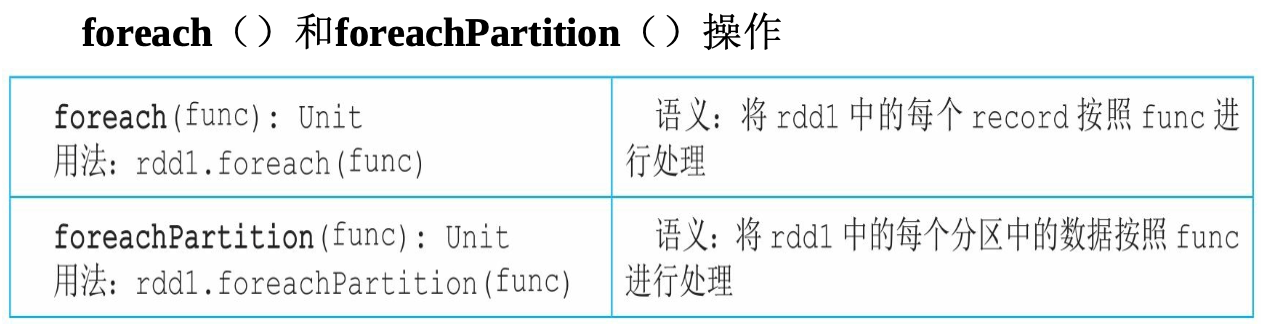 foreach（）和foreachPartition（）操作
foreach(func): Unit
用法: rdd1.foreach(func)
语义: 将 rdd1 中的每个 record 按照 func 进
行处理
foreachPartition(func): Unit
用法: rdd1.foreachPartition(func)
语义: 将 rdd1 中的每个分区中的数据按照 func
进行处理